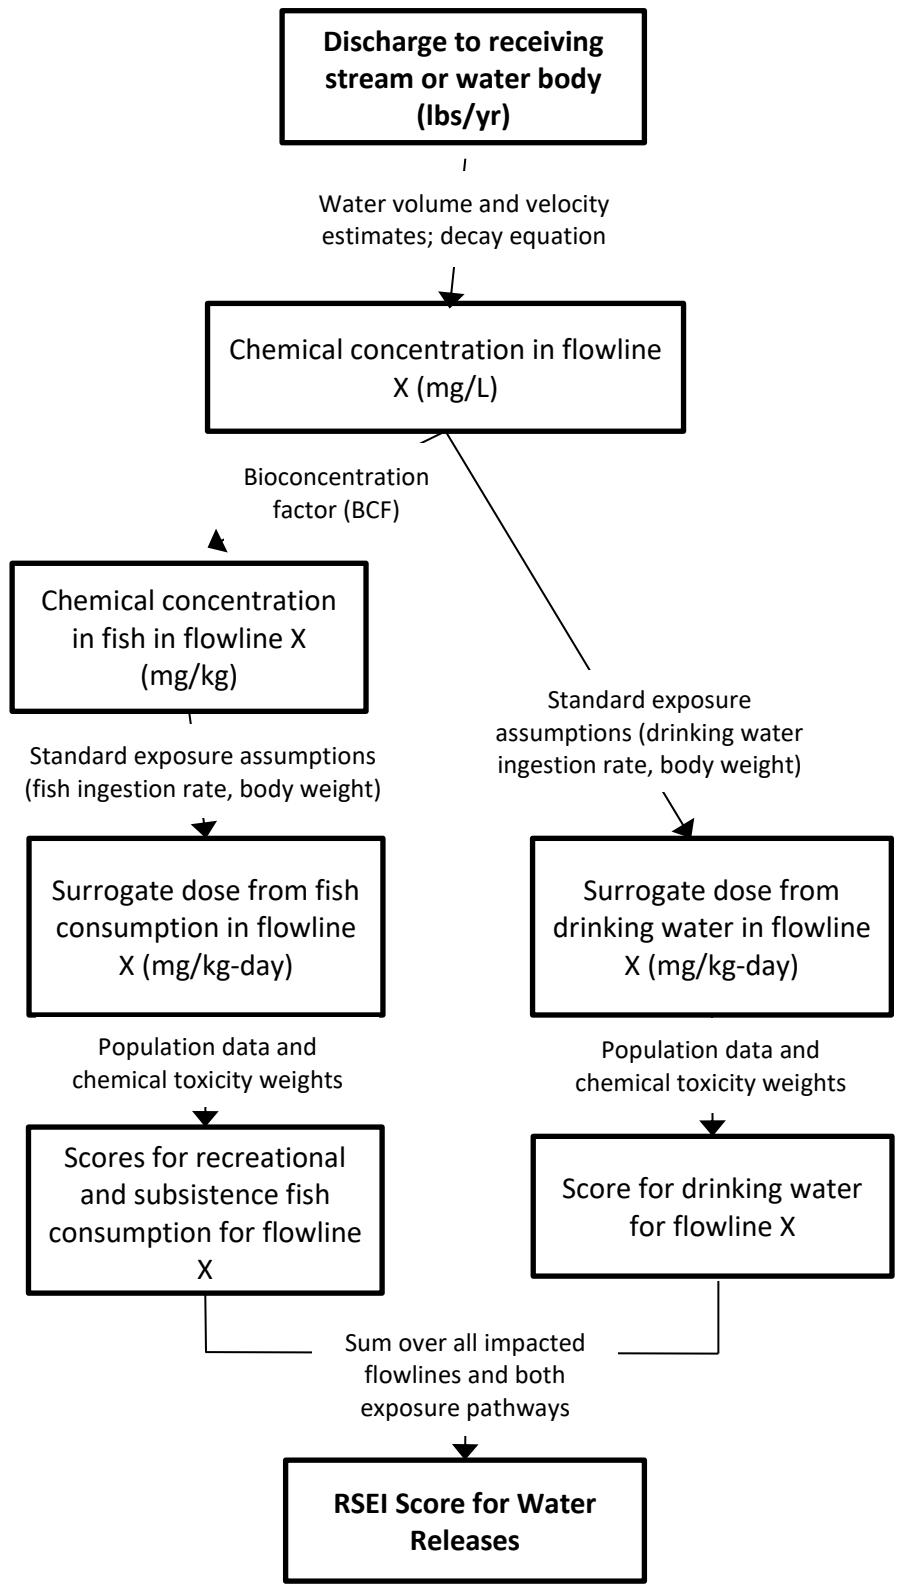 Discharge to receiving
stream or water body
(lbs/yr)
Water volume and velocity
estimates; decay equation
Chemical concentration in flowline
X (mg/L)
Bioconcentration
factor (BCF)
Chemical concentration
in fish in flowline X
(mg/kg)
Standard exposure
assumptions (drinking water
ingestion rate, body weight)
Standard exposure assumptions
(fish ingestion rate, body weight)
Surrogate dose from fish
consumption in flowline
X (mg/kg-day)
Surrogate dose from
drinking water in flowline
X (mg/kg-day)
Population data and
chemical toxicity weights
Population data and
chemical toxicity weights
Scores for recreational
and subsistence fish
consumption for flowline
X
Score for drinking water
for flowline X
Sum over all impacted
flowlines and both
exposure pathways
RSEI Score for Water
Releases